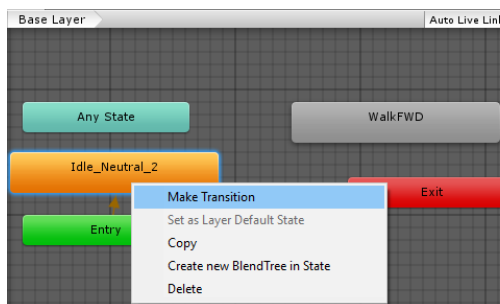 Base Layer
Auto Live Link
Any State
WalkFWD
Idle_Neutral_2
Make Transition
Exit
Set as Layer Default State
Entry
Copy
Create new BlendTree in State
Delete